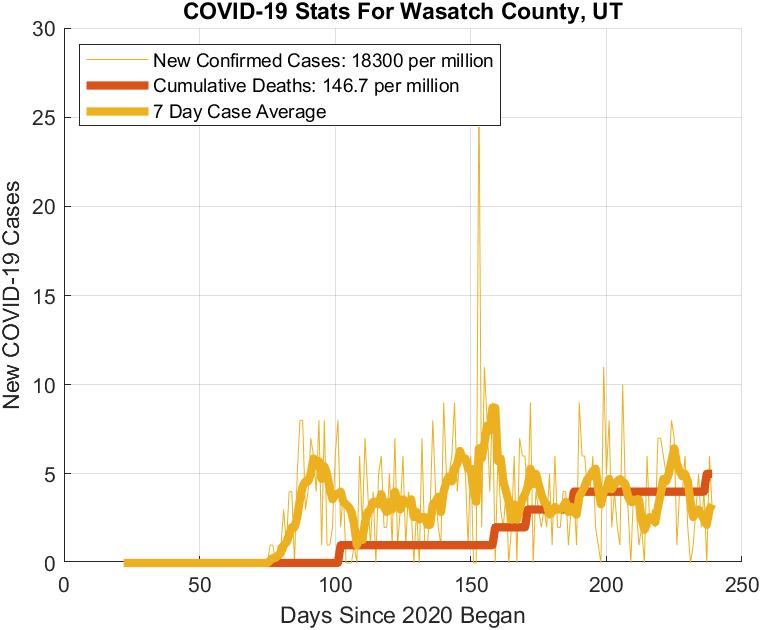 COVID-19 Stats For Wasatch County, UT
30
25
20
15
10
5
0
New COVID-19 Cases
New Confirmed Cases: 18300 per million
Cumulative Deaths: 146.7 per million
7 Day Case Average
0
50
100
150
200
250
Days Since 2020 Began